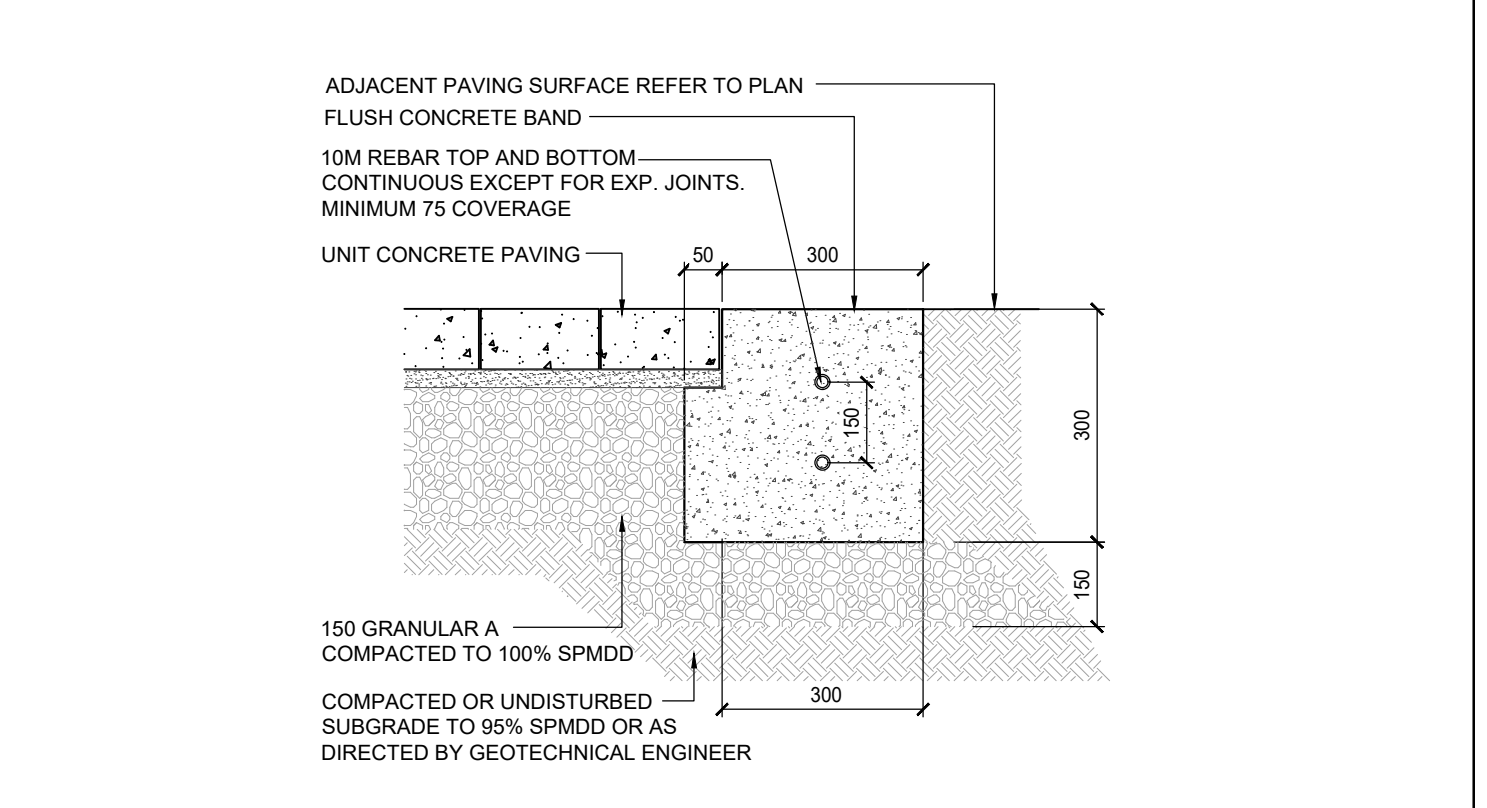 ADJACENT PAVING SURFACE REFER TO PLAN
FLUSH CONCRETE BAND
10M REBAR TOP AND BOTTOM
CONTINUOUS EXCEPT FOR EXP. JOINTS.
MINIMUM 75 COVERAGE
UNIT CONCRETE PAVING
50
300
150
300
150
150 GRANULAR A
COMPACTED TO 100% SPMDD
COMPACTED OR UNDISTURBED
SUBGRADE TO 95% SPMDD OR AS
DIRECTED BY GEOTECHNICAL ENGINEER
300